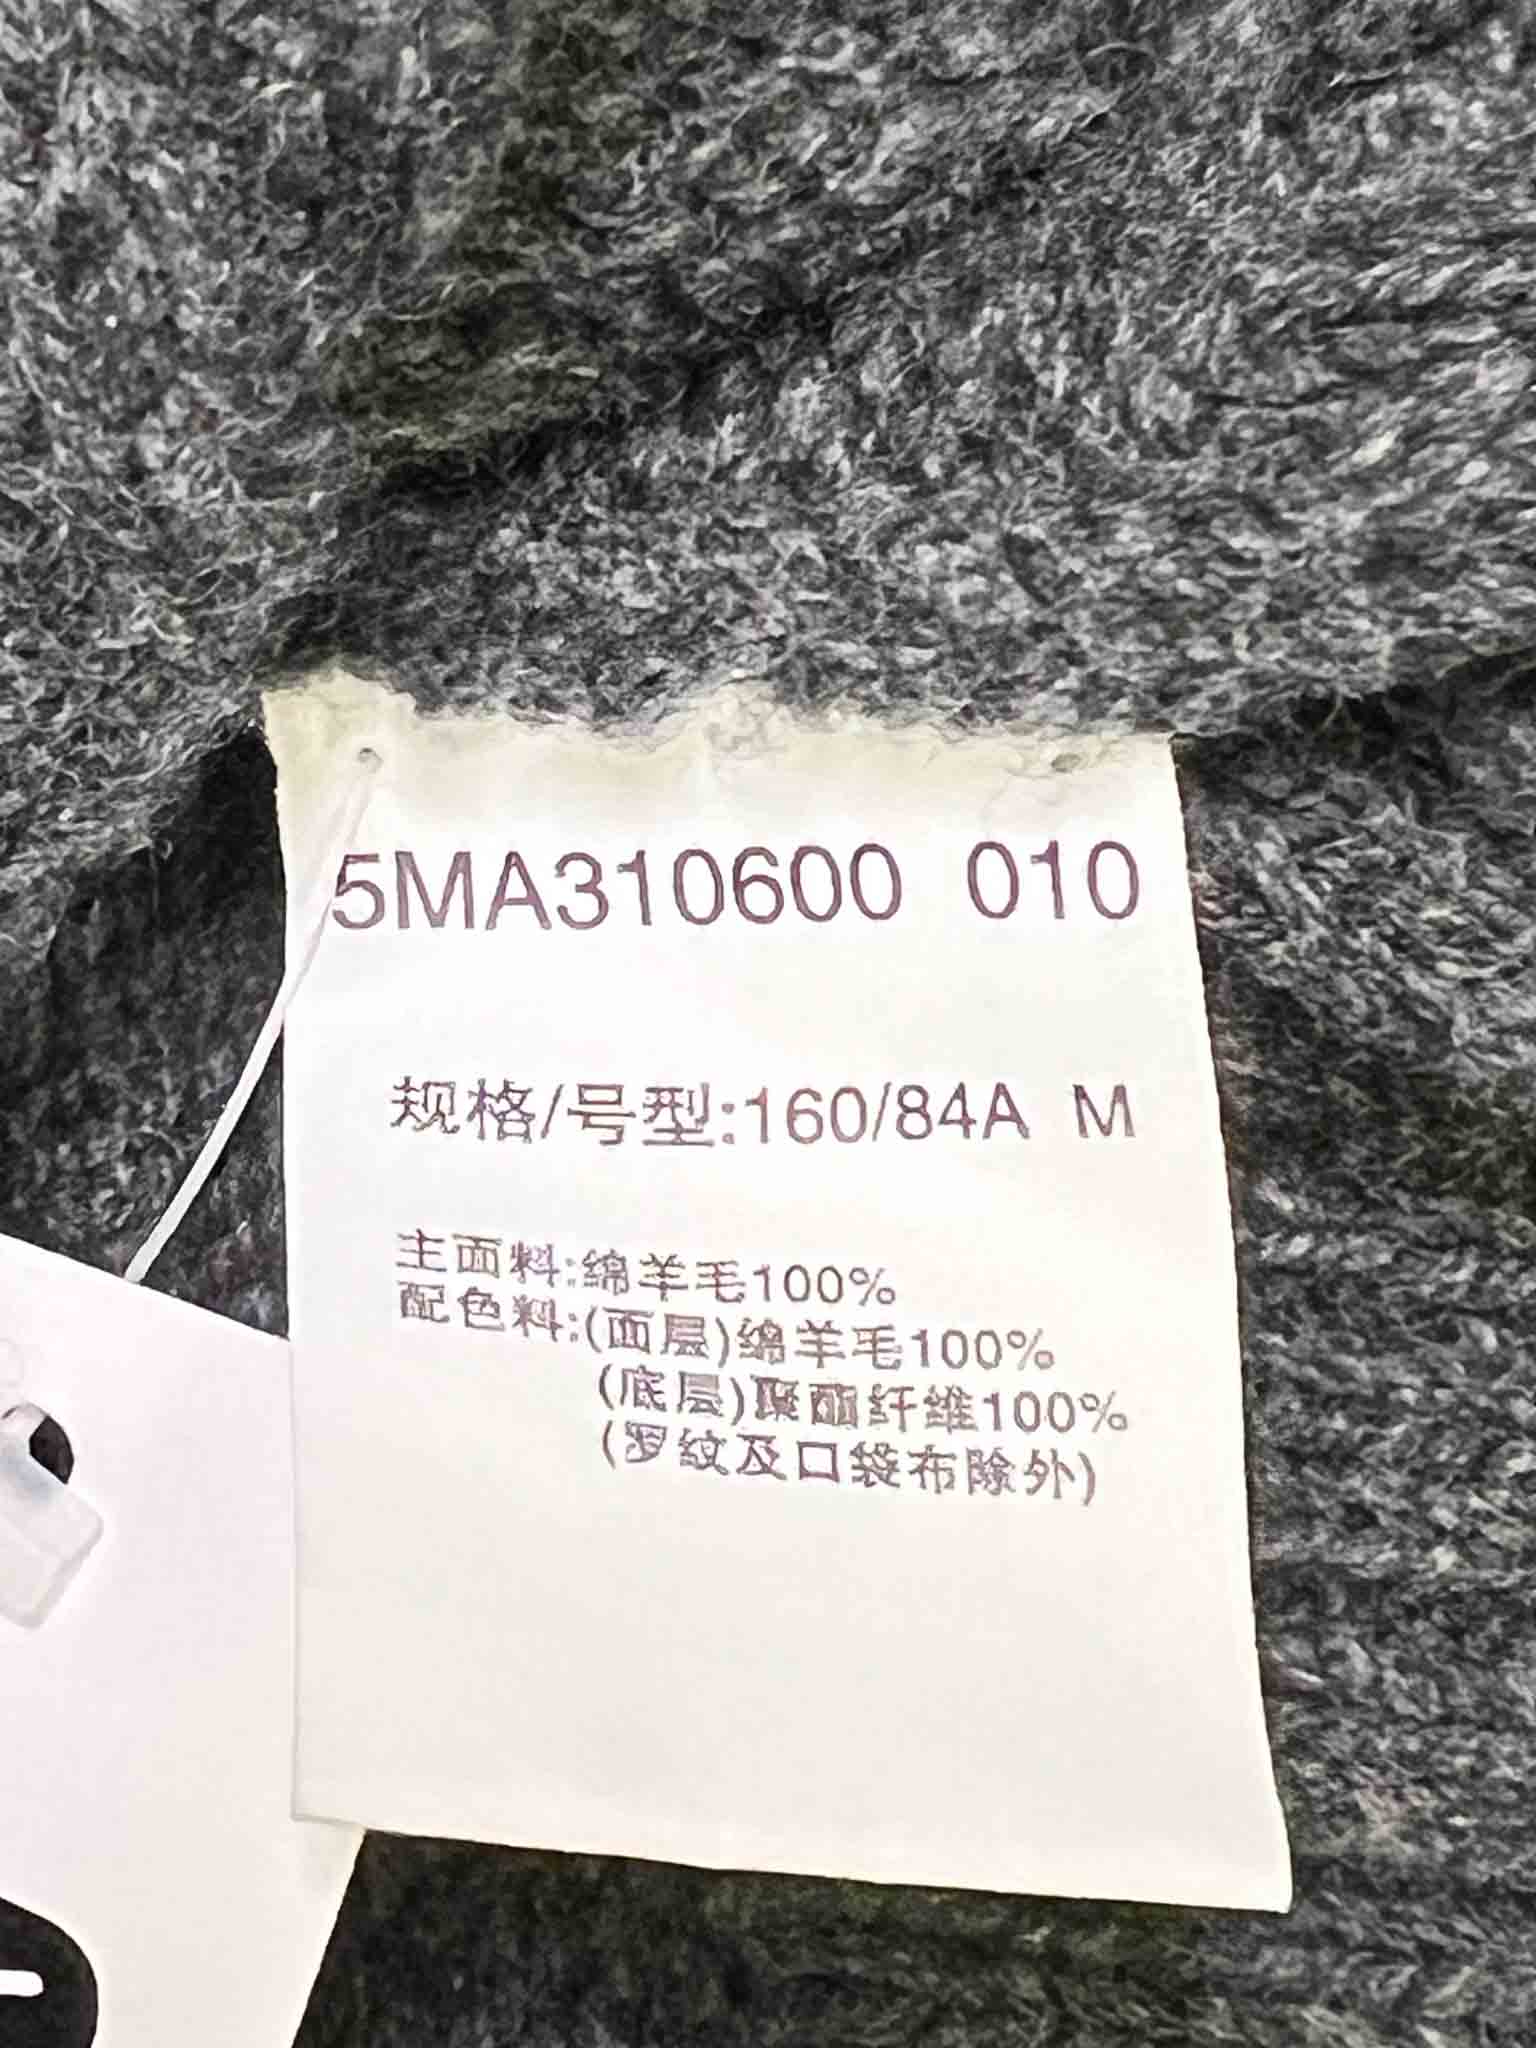 5MA310600 010
规格/号型:160/84A M
主面料:绵羊毛100%
配色料:(面层)绵羊毛100%
(底层)聚酯纤维100%
(罗纹及口袋布除外)